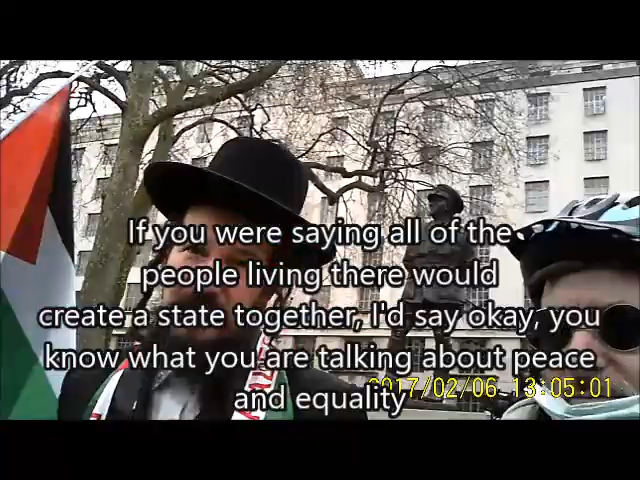 If you were saying all of the
people living there would
create a state together, I'd say okay, you
know what you are talking about peace
and equality
2017/02/06 13:05:01